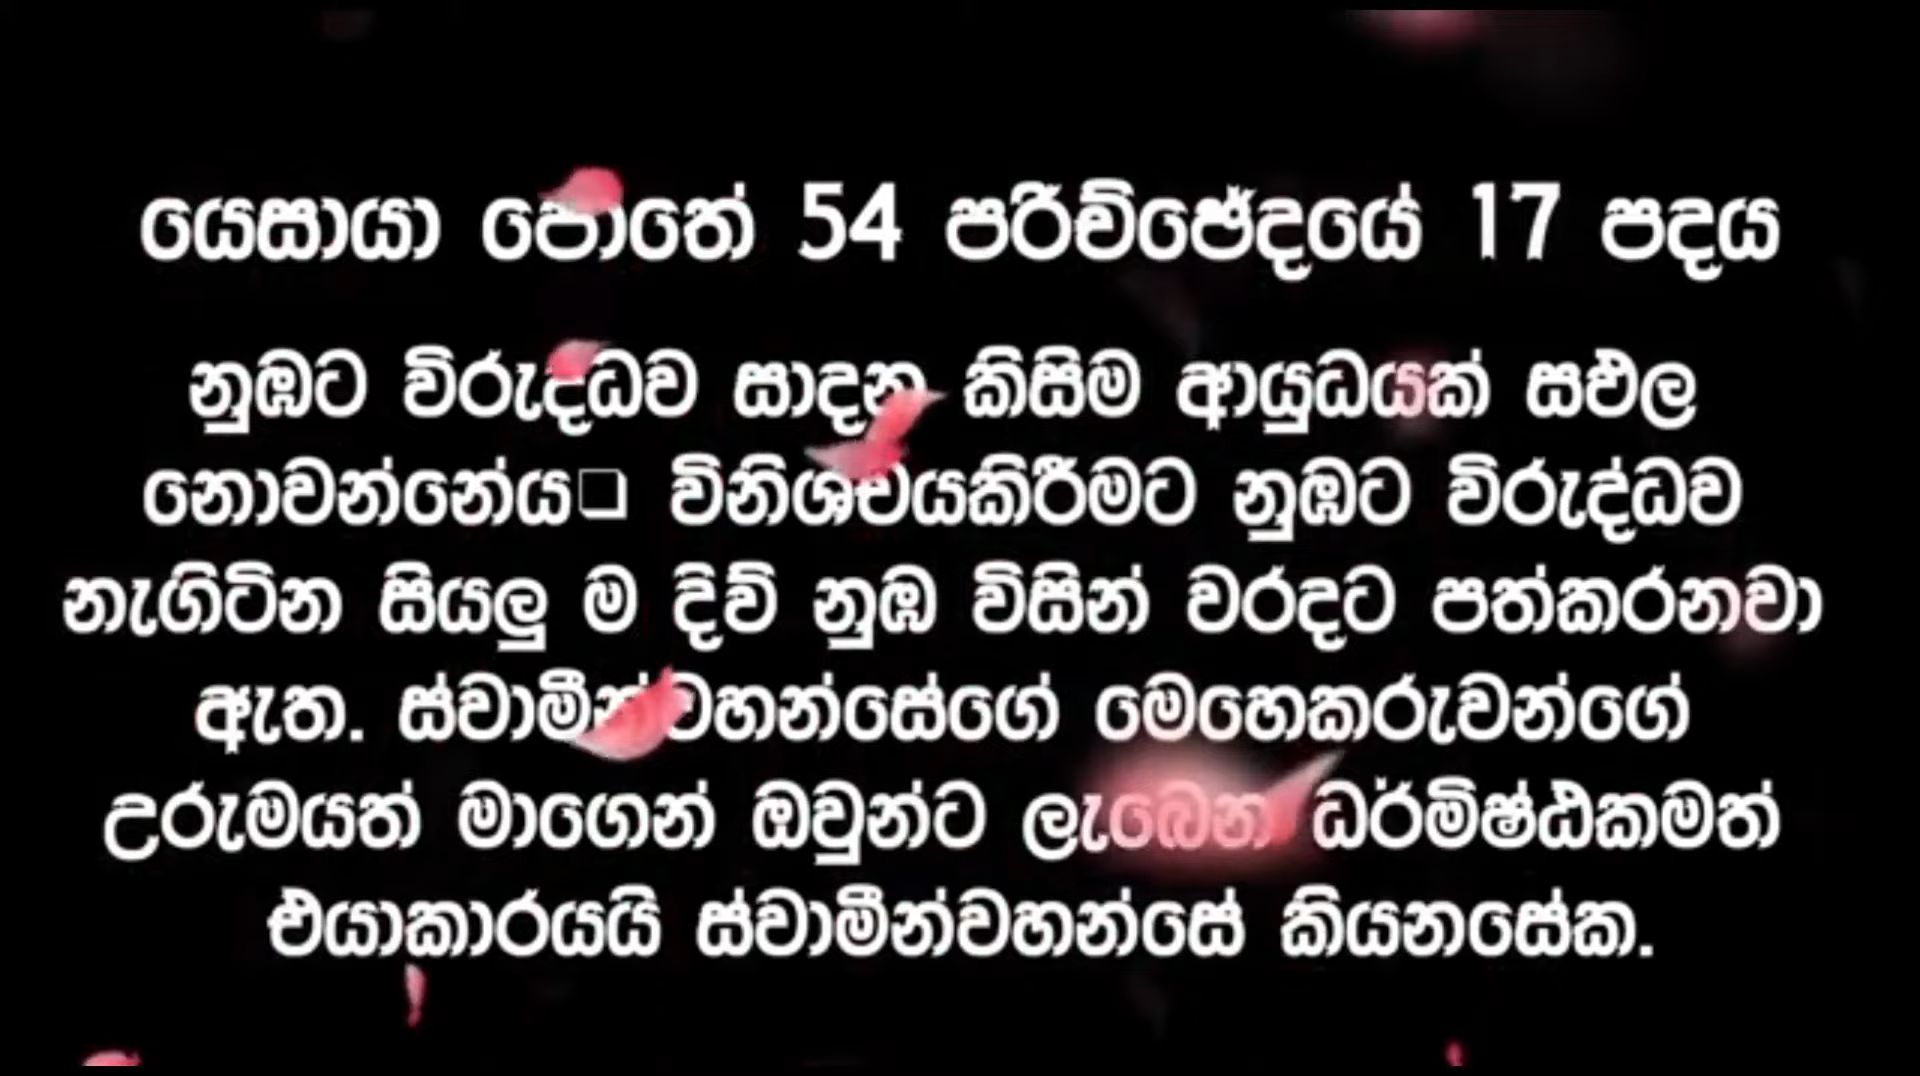 යෙසායා පොතේ 54 පරිච්ඡේදයේ 17 පදය
නුඹට විරුද්ධව සාදන කිසිම ආයුධයක් සඵල
නොවන්නේය□ විනිශ්චයකිරීමට නුඹට විරුද්ධව
නැගිටින සියලු ම දිව් නුඹ විසින් වරදට පත්කරනවා
ඇත. ස්වාමීන්වහන්සේගේ මෙහෙකරුවන්ගේ
උරුමයත් මාගෙන් ඔවුන්ට ලැබෙන ධර්මිෂ්ඨකමත්
එයාකාරයයි ස්වාමීන්වහන්සේ කියනසේක.